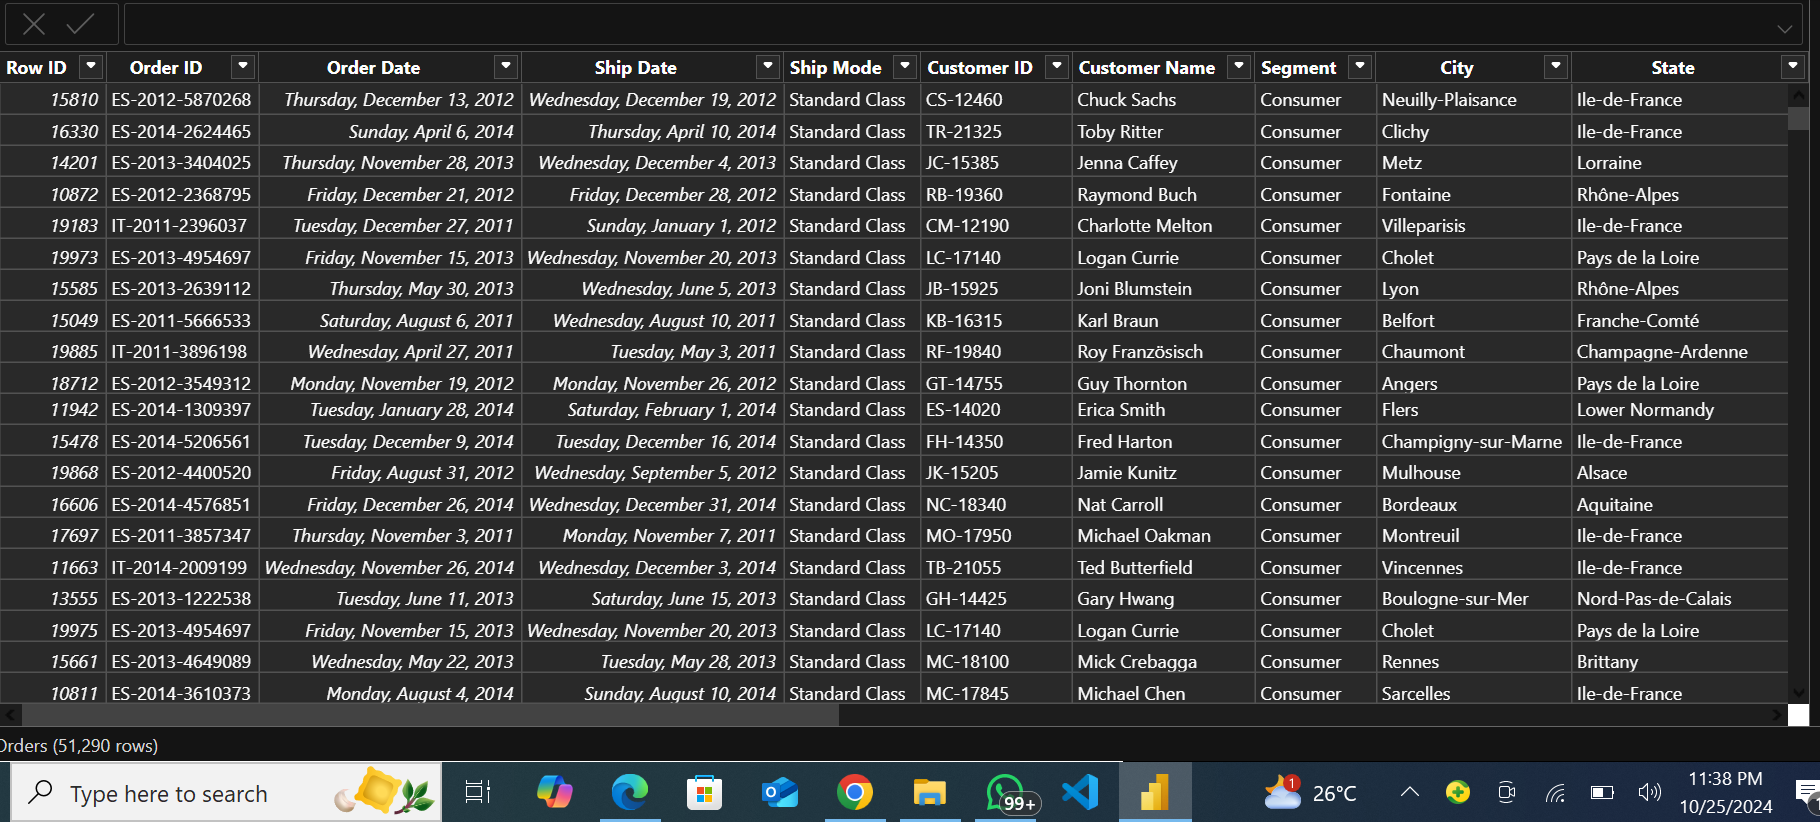 Row ID Order ID Order Date Ship Date Ship Mode Customer ID Customer Name Segment City State
15810 ES-2012-5870268 Thursday, December 13, 2012 Wednesday, December 19, 2012 Standard Class CS-12460 Chuck Sachs Consumer Neuilly-Plaisance Ile-de-France
16330 ES-2014-2624465 Sunday, April 6, 2014 Thursday, April 10, 2014 Standard Class TR-21325 Toby Ritter Consumer Clichy Ile-de-France
14201 ES-2013-3404025 Thursday, November 28, 2013 Wednesday, December 4, 2013 Standard Class JC-15385 Jenna Caffey Consumer Metz Lorraine
10872 ES-2012-2368795 Friday, December 21, 2012 Friday, December 28, 2012 Standard Class RB-19360 Raymond Buch Consumer Fontaine Rhône-Alpes
19183 IT-2011-2396037 Tuesday, December 27, 2011 Sunday, January 1, 2012 Standard Class CM-12190 Charlotte Melton Consumer Villeparisis Ile-de-France
19973 ES-2013-4954697 Friday, November 15, 2013 Wednesday, November 20, 2013 Standard Class LC-17140 Logan Currie Consumer Cholet Pays de la Loire
15585 ES-2013-2639112 Thursday, May 30, 2013 Wednesday, June 5, 2013 Standard Class JB-15925 Joni Blumstein Consumer Lyon Rhône-Alpes
15049 ES-2011-5666533 Saturday, August 6, 2011 Wednesday, August 10, 2011 Standard Class KB-16315 Karl Braun Consumer Belfort Franche-Comté
19885 IT-2011-3896198 Wednesday, April 27, 2011 Tuesday, May 3, 2011 Standard Class RF-19840 Roy Französisch Consumer Chaumont Champagne-Ardenne
18712 ES-2012-3549312 Monday, November 19, 2012 Monday, November 26, 2012 Standard Class GT-14755 Guy Thornton Consumer Angers Pays de la Loire
11942 ES-2014-1309397 Tuesday, January 28, 2014 Saturday, February 1, 2014 Standard Class ES-14020 Erica Smith Consumer Flers Lower Normandy
15478 ES-2014-5206561 Tuesday, December 9, 2014 Tuesday, December 16, 2014 Standard Class FH-14350 Fred Harton Consumer Champigny-sur-Marne Ile-de-France
19868 ES-2012-4400520 Friday, August 31, 2012 Wednesday, September 5, 2012 Standard Class JK-15205 Jamie Kunitz Consumer Mulhouse Alsace
16606 ES-2014-4576851 Friday, December 26, 2014 Wednesday, December 31, 2014 Standard Class NC-18340 Nat Carroll Consumer Bordeaux Aquitaine
17697 ES-2011-3857347 Thursday, November 3, 2011 Monday, November 7, 2011 Standard Class MO-17950 Michael Oakman Consumer Montreuil Ile-de-France
11663 IT-2014-2009199 Wednesday, November 26, 2014 Wednesday, December 3, 2014 Standard Class TB-21055 Ted Butterfield Consumer Vincennes Ile-de-France
13555 ES-2013-1222538 Tuesday, June 11, 2013 Saturday, June 15, 2013 Standard Class GH-14425 Gary Hwang Consumer Boulogne-sur-Mer Nord-Pas-de-Calais
19975 ES-2013-4954697 Friday, November 15, 2013 Wednesday, November 20, 2013 Standard Class LC-17140 Logan Currie Consumer Cholet Pays de la Loire
15661 ES-2013-4649089 Wednesday, May 22, 2013 Tuesday, May 28, 2013 Standard Class MC-18100 Mick Crebagga Consumer Rennes Brittany
10811 ES-2014-3610373 Monday, August 4, 2014 Sunday, August 10, 2014 Standard Class MC-17845 Michael Chen Consumer Sarcelles Ile-de-France
Orders (51,290 rows)
Type here to search 99+ 1 26°C 11:38 PM
10/25/2024